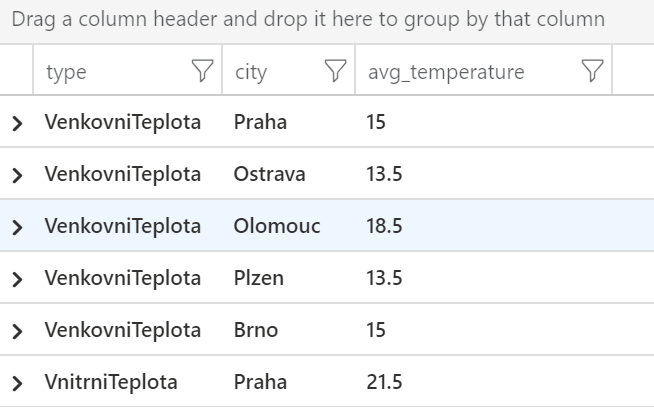 Drag a column header and drop it here to group by that column
type city avg_temperature
VenkovniTeplota Praha 15
VenkovniTeplota Ostrava 13.5
VenkovniTeplota Olomouc 18.5
VenkovniTeplota Plzen 13.5
VenkovniTeplota Brno 15
VnitrniTeplota Praha 21.5